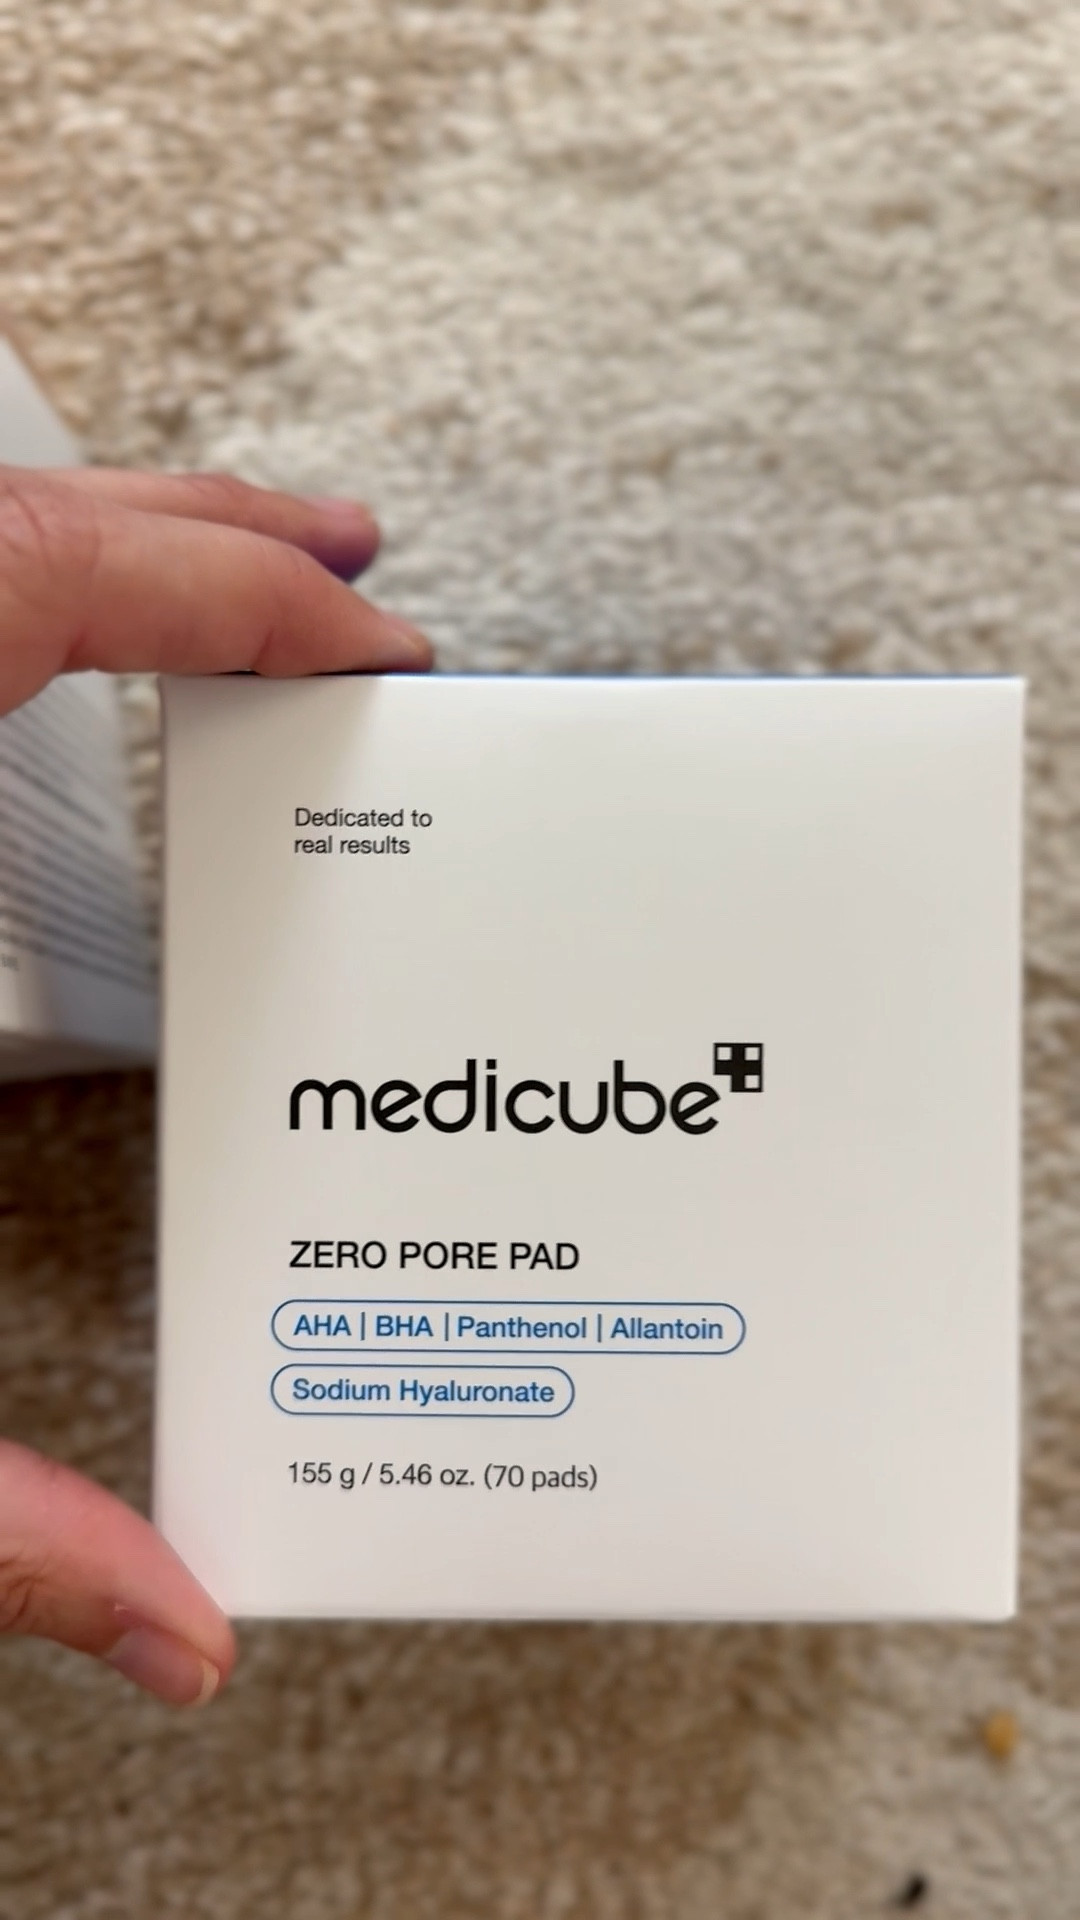 Dedicated to
real results
medicube
ZERO PORE PAD
AHA | BHA | Panthenol | Allantoin
Sodium Hyaluronate
155 g / 5.46 oz. (70 pads)